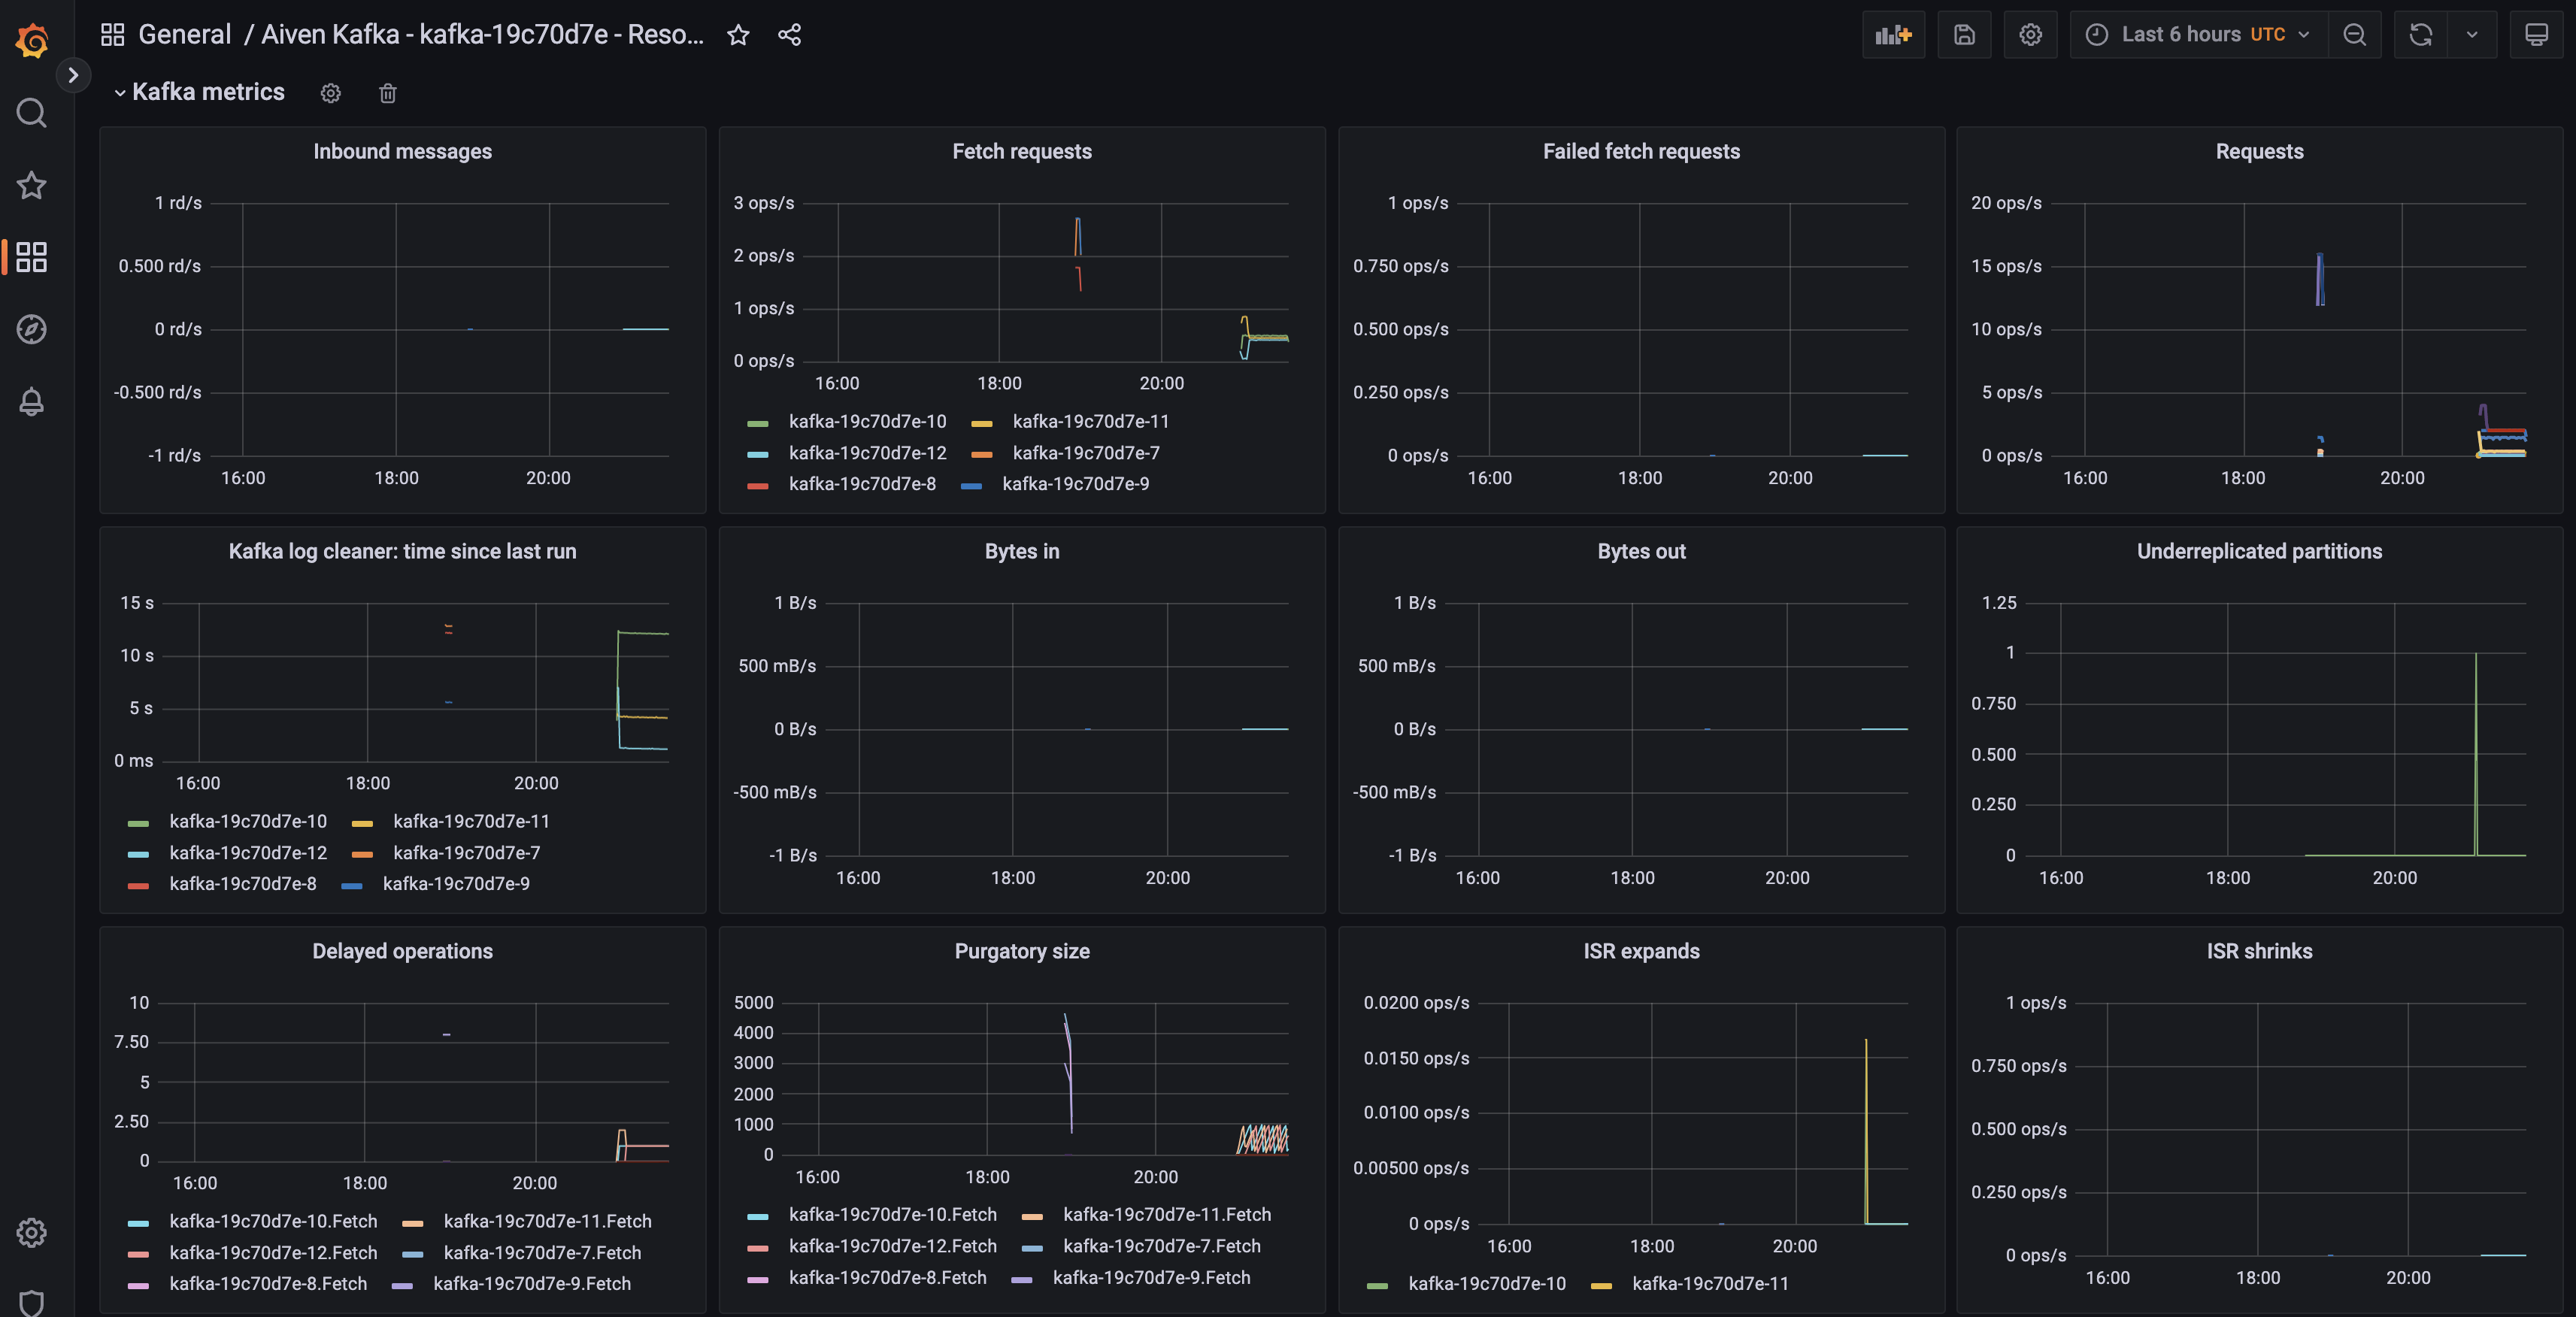 General / Aiven Kafka - kafka-19c70d7e - Reso...
Last 6 hours UTC
Kafka metrics
Inbound messages
1 rd/s
0.500 rd/s
0 rd/s
-0.500 rd/s
-1 rd/s
16:00 18:00 20:00
Fetch requests
3 ops/s
2 ops/s
1 ops/s
0 ops/s
16:00 18:00 20:00
kafka-19c70d7e-10 kafka-19c70d7e-11
kafka-19c70d7e-12 kafka-19c70d7e-7
kafka-19c70d7e-8 kafka-19c70d7e-9
Failed fetch requests
1 ops/s
0.750 ops/s
0.500 ops/s
0.250 ops/s
0 ops/s
16:00 18:00 20:00
Requests
20 ops/s
15 ops/s
10 ops/s
5 ops/s
0 ops/s
16:00 18:00 20:00
Kafka log cleaner: time since last run
15 s
10 s
5 s
0 ms
16:00 18:00 20:00
kafka-19c70d7e-10 kafka-19c70d7e-11
kafka-19c70d7e-12 kafka-19c70d7e-7
kafka-19c70d7e-8 kafka-19c70d7e-9
Bytes in
1 B/s
500 mB/s
0 B/s
-500 mB/s
-1 B/s
16:00 18:00 20:00
Bytes out
1 B/s
500 mB/s
0 B/s
-500 mB/s
-1 B/s
16:00 18:00 20:00
Underreplicated partitions
1.25
1
0.750
0.500
0.250
0
16:00 18:00 20:00
Delayed operations
10
7.50
5
2.50
0
16:00 18:00 20:00
kafka-19c70d7e-10.Fetch kafka-19c70d7e-11.Fetch
kafka-19c70d7e-12.Fetch kafka-19c70d7e-7.Fetch
kafka-19c70d7e-8.Fetch kafka-19c70d7e-9.Fetch
Purgatory size
5000
4000
3000
2000
1000
0
16:00 18:00 20:00
kafka-19c70d7e-10.Fetch kafka-19c70d7e-11.Fetch
kafka-19c70d7e-12.Fetch kafka-19c70d7e-7.Fetch
kafka-19c70d7e-8.Fetch kafka-19c70d7e-9.Fetch
ISR expands
0.0200 ops/s
0.0150 ops/s
0.0100 ops/s
0.00500 ops/s
0 ops/s
16:00 18:00 20:00
kafka-19c70d7e-10 kafka-19c70d7e-11
ISR shrinks
1 ops/s
0.750 ops/s
0.500 ops/s
0.250 ops/s
0 ops/s
16:00 18:00 20:00